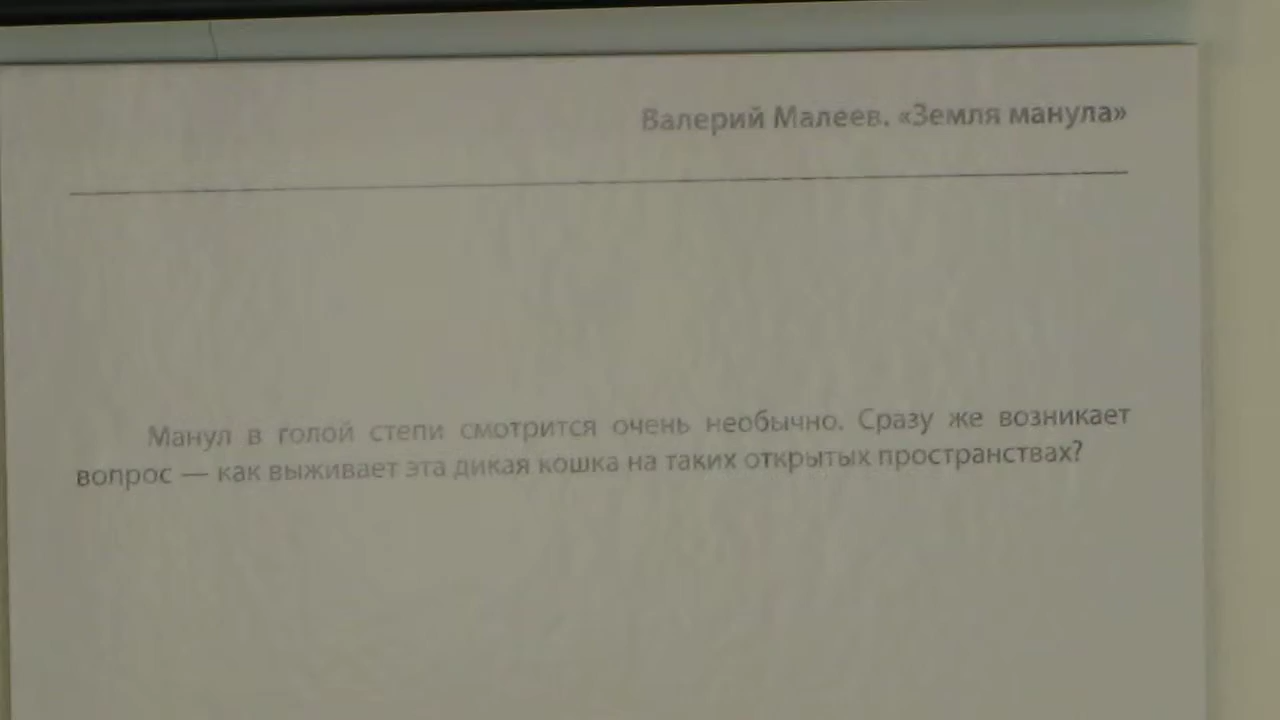 Валерий Малеев. «Земля манула»
Манул в голой степи смотрится очень необычно. Сразу же возникает
вопрос — как выживает эта дикая кошка на таких открытых пространствах?